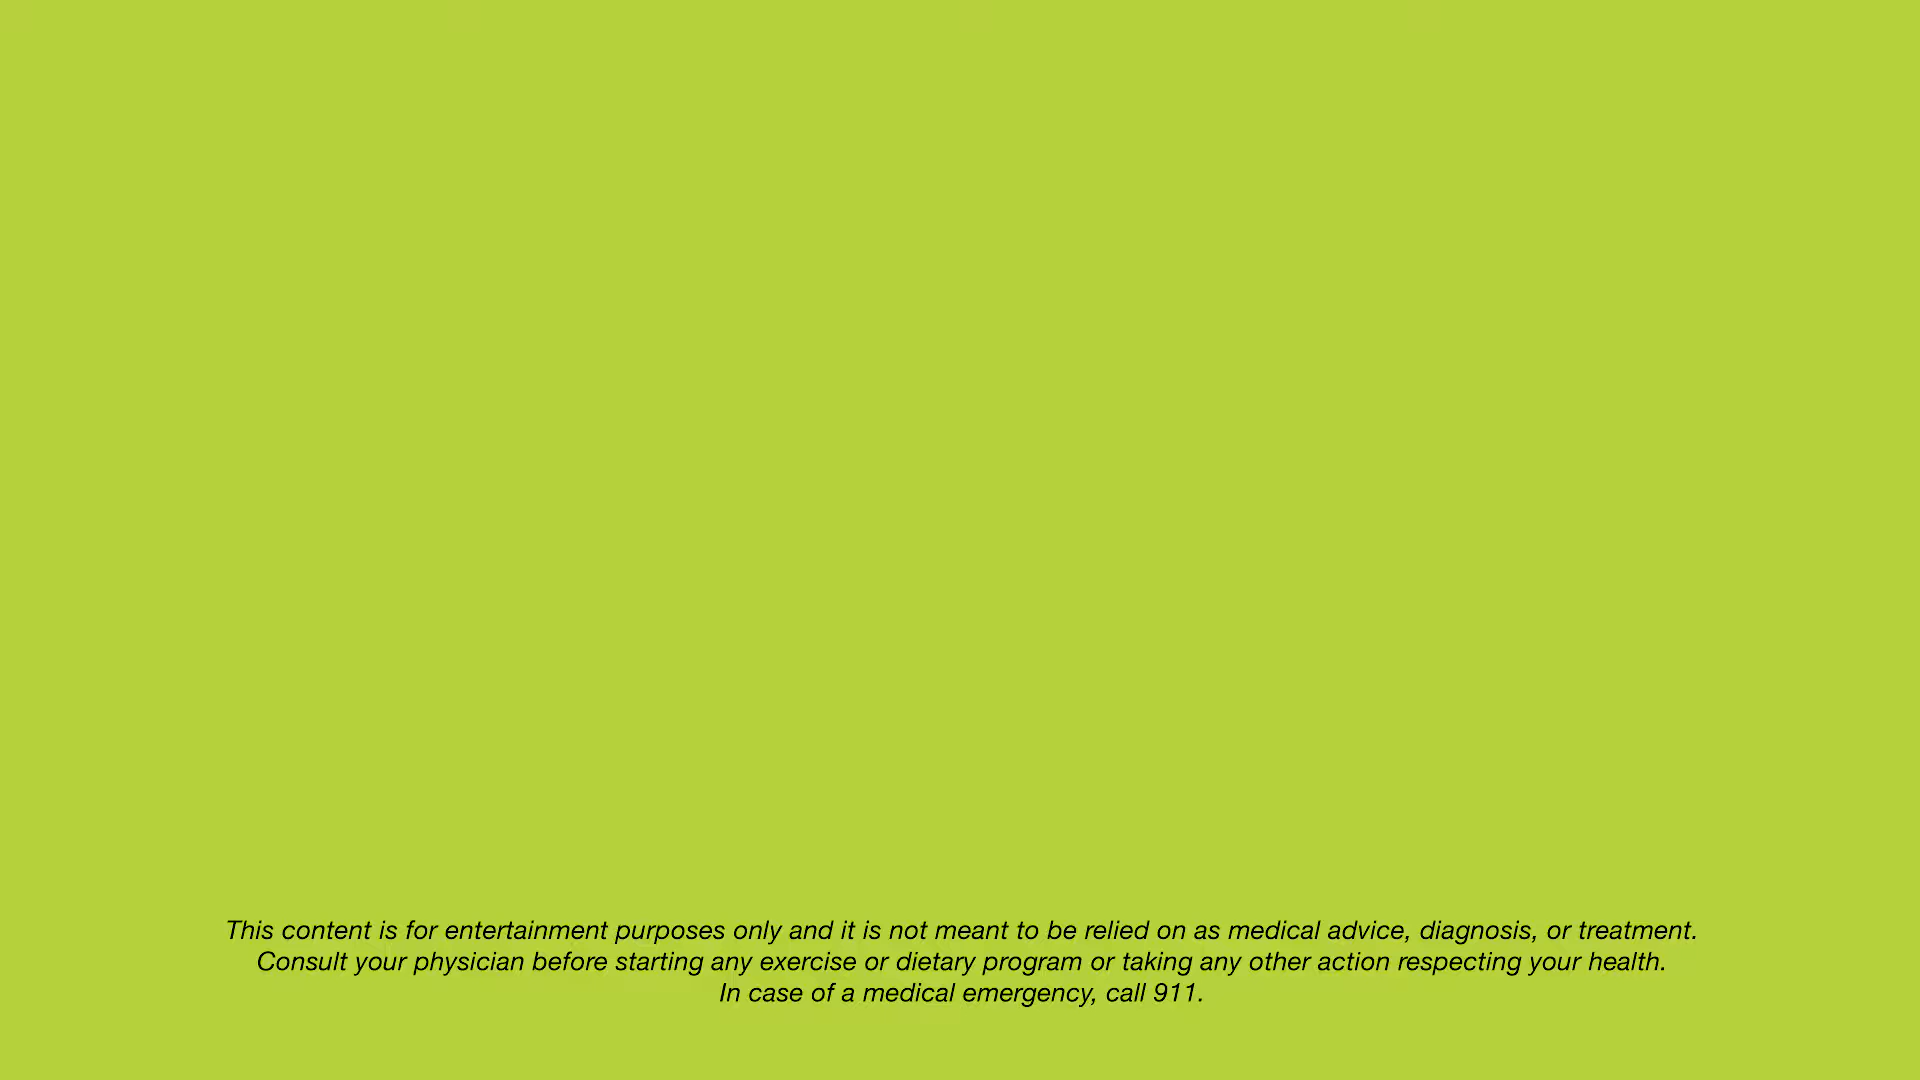 This content is for entertainment purposes only and it is not meant to be relied on as medical advice, diagnosis, or treatment.
Consult your physician before starting any exercise or dietary program or taking any other action respecting your health.
In case of a medical emergency, call 911.